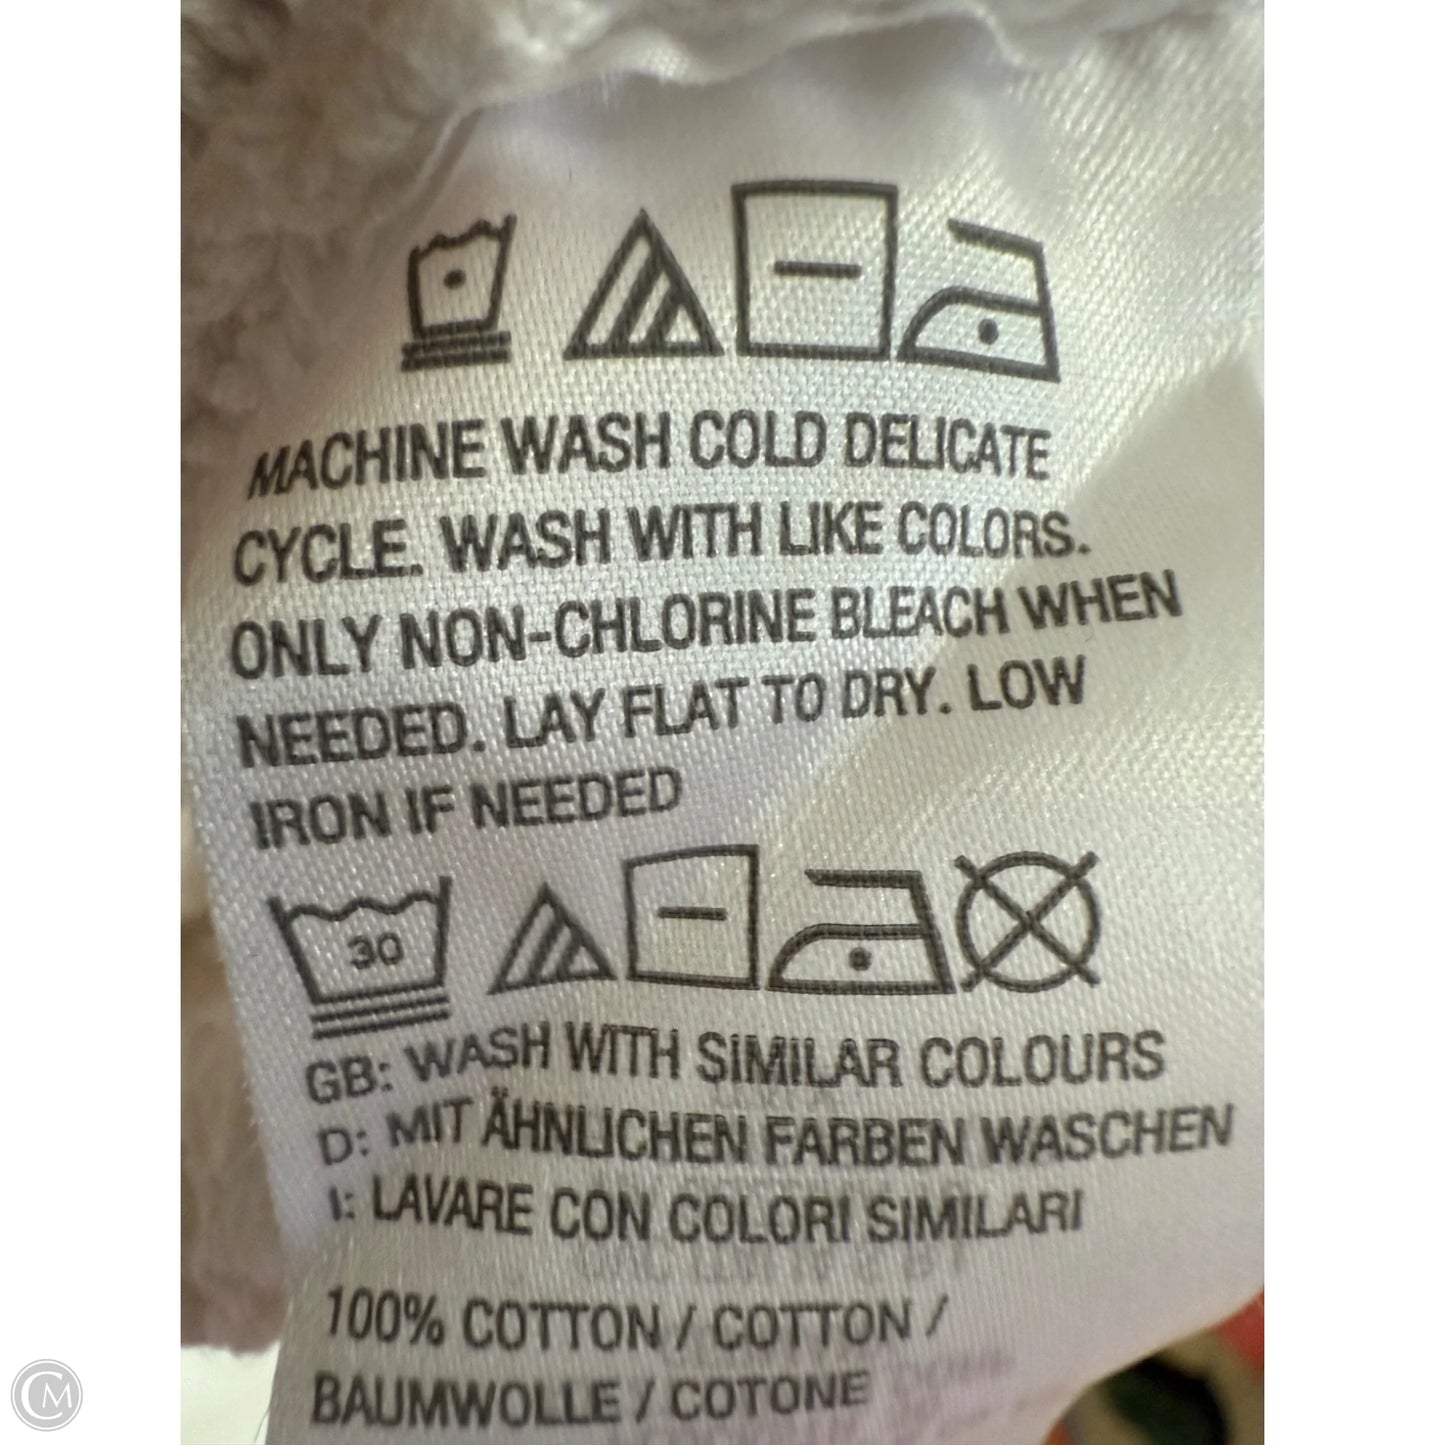 MACHINE WASH COLD DELICATE
CYCLE. WASH WITH LIKE COLORS.
ONLY NON-CHLORINE BLEACH WHEN
NEEDED. LAY FLAT TO DRY. LOW
IRON IF NEEDED
30
GB: WASH WITH SIMILAR COLOURS
D: MIT ÄHNLICHEN FARBEN WASCHEN
I: LAVARE CON COLORI SIMILARI
100% COTTON / COTTON /
BAUMWOLLE / COTONE
CM